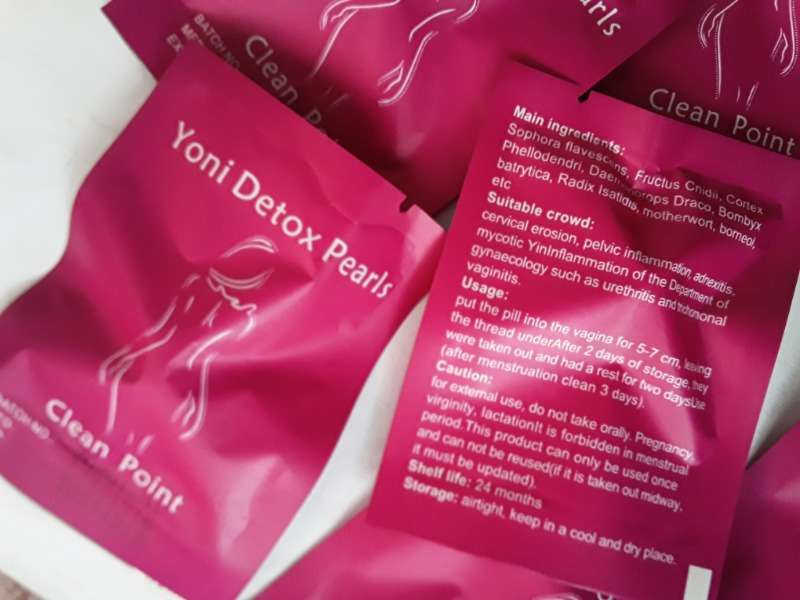 arls
BATCH NO
Clean Point
Clean Point
Yoni Detox Pearls
BATCH NO
Clean Point
Main ingredients:
Sophora flavescens, Fructus Cnidii, Cortex
Phellodendri, Daemonorops Draco, Bombyx
batrytica, Radix Isatidis, motherwort, borneol,
etc
Suitable crowd:
cervical erosion, pelvic inflammation, adnexitis,
mycotic YinInflammation of the Department of
gynaecology such as urethritis and
vaginitis.
Usage:
put the pill into the vagina for 5-7 cm, leaving
the thread underAfter 2 days of storage, they
were taken out and had a rest for two daysUse
(after menstruation clean 3 days).
Caution:
for external use, do not take orally. Pregnancy,
virginity, lactationIt is forbidden in menstrual
period.This product can only be used once
and can not be reused(if it is taken out midway,
it must be updated).
Shelf life: 24 months
Storage: airtight, keep in a cool and dry place.